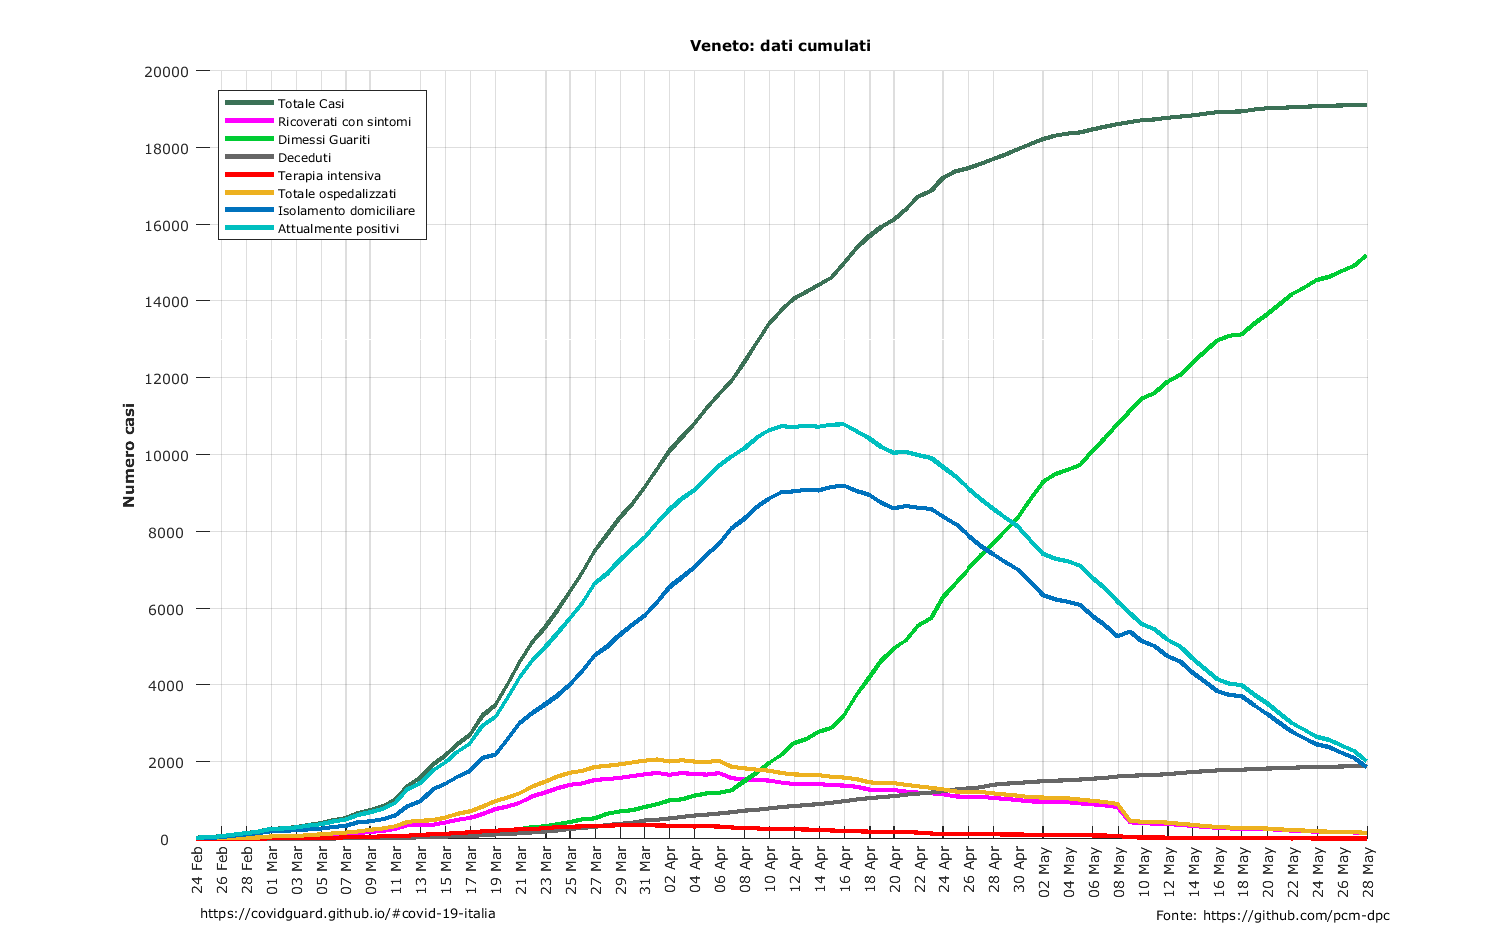 Veneto: dati cumulati
20000
18000
16000
14000
12000
10000
8000
6000
4000
2000
0
Numero casi
Totale Casi
Ricoverati con sintomi
Dimessi Guariti
Deceduti
Terapia intensiva
Totale ospedalizzati
Isolamento domiciliare
Attualmente positivi
24 Feb
26 Feb
28 Feb
01 Mar
03 Mar
05 Mar
07 Mar
09 Mar
11 Mar
13 Mar
15 Mar
17 Mar
19 Mar
21 Mar
23 Mar
25 Mar
27 Mar
29 Mar
31 Mar
02 Apr
04 Apr
06 Apr
08 Apr
10 Apr
12 Apr
14 Apr
16 Apr
18 Apr
20 Apr
22 Apr
24 Apr
26 Apr
28 Apr
30 Apr
02 May
04 May
06 May
08 May
10 May
12 May
14 May
16 May
18 May
20 May
22 May
24 May
26 May
28 May
https://covidguard.github.io/#covid-19-italia
Fonte: https://github.com/pcm-dpc